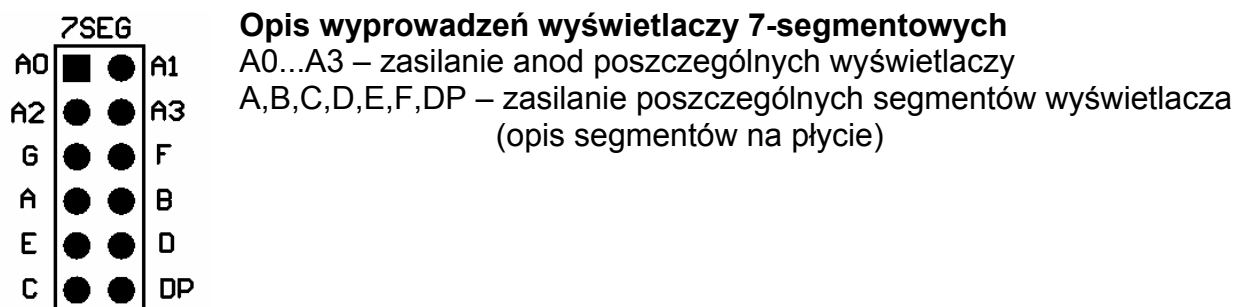 7SEG
A0 A1
A2 A3
G F
A B
E D
C DP
Opis wyprowadzeń wyświetlaczy 7-segmentowych
A0...A3 – zasilanie anod poszczególnych wyświetlaczy
A,B,C,D,E,F,DP – zasilanie poszczególnych segmentów wyświetlacza
(opis segmentów na płycie)